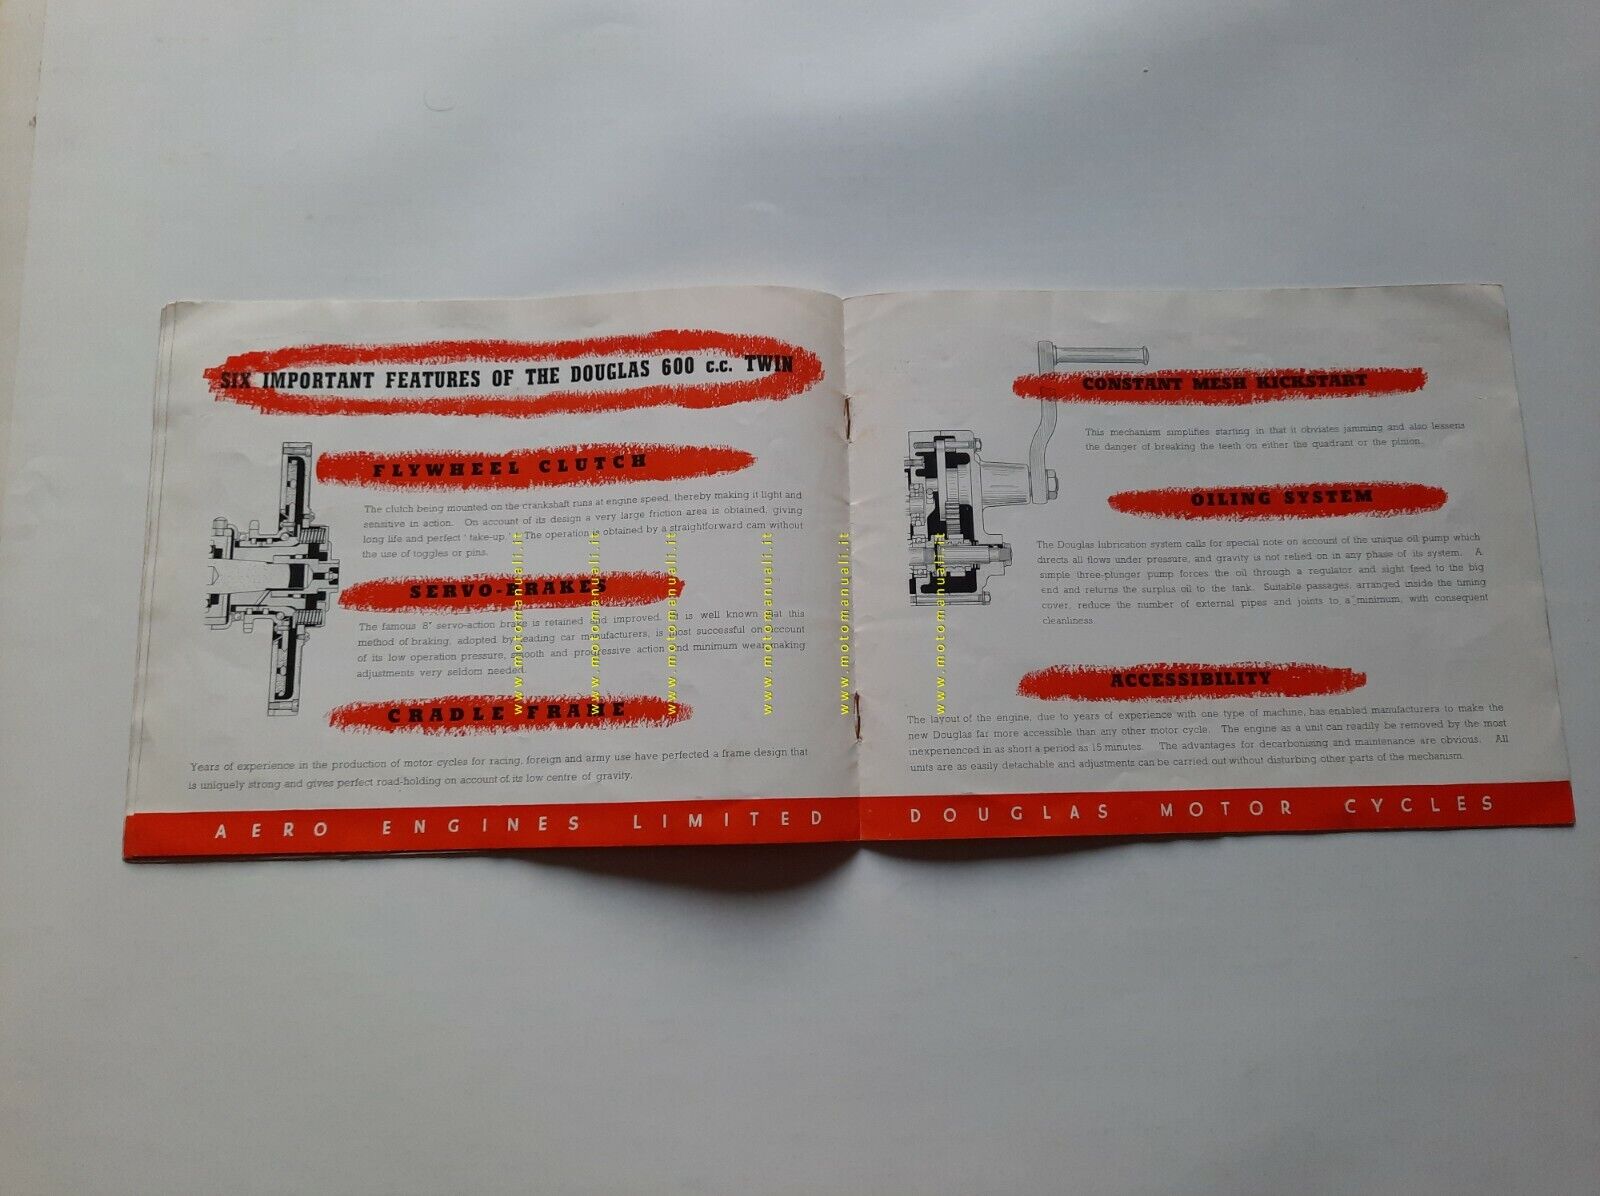 SIX IMPORTANT FEATURES OF THE DOUGLAS 600 c.c. TWIN
FLYWHEEL CLUTCH
The clutch being mounted on the crankshaft runs at engine speed, thereby making it light and
sensitive in action. On account of its design a very large friction area is obtained, giving
long life and perfect 'take-up.' The operation is obtained by a straightforward cam without
the use of toggles or pins.
SERVO-BRAKES
The famous 8" servo-action brake is retained and improved. It is well known that this
method of braking, adopted by leading car manufacturers, is most successful on account
of its low operation pressure, smooth and progressive action and minimum wear making
adjustments very seldom needed.
CRADLE FRAME
Years of experience in the production of motor cycles for racing, foreign and army use have perfected a frame design that
is uniquely strong and gives perfect road-holding on account of its low centre of gravity.
AERO ENGINES LIMITED
CONSTANT MESH KICKSTART
This mechanism simplifies starting in that it obviates jamming and also lessens
the danger of breaking the teeth on either the quadrant or the pinion.
OILING SYSTEM
The Douglas lubrication system calls for special note on account of the unique oil pump which
directs all flows under pressure, and gravity is not relied on in any phase of its system. A
simple three-plunger pump forces the oil through a regulator and sight feed to the big
end and returns the surplus oil to the tank. Suitable passages, arranged inside the timing
cover, reduce the number of external pipes and joints to a minimum, with consequent
cleanliness
ACCESSIBILITY
The layout of the engine, due to years of experience with one type of machine, has enabled manufacturers to make the
new Douglas far more accessible than any other motor cycle. The engine as a unit can readily be removed by the most
inexperienced in as short a period as 15 minutes. The advantages for decarbonising and maintenance are obvious. All
units are as easily detachable and adjustments can be carried out without disturbing other parts of the mechanism.
DOUGLAS MOTOR CYCLES
www.motomanuali.it
www.motomanuali.it
www.motomanuali.it
www.motomanuali.it
www.motomanuali.it
www.motomanuali.it